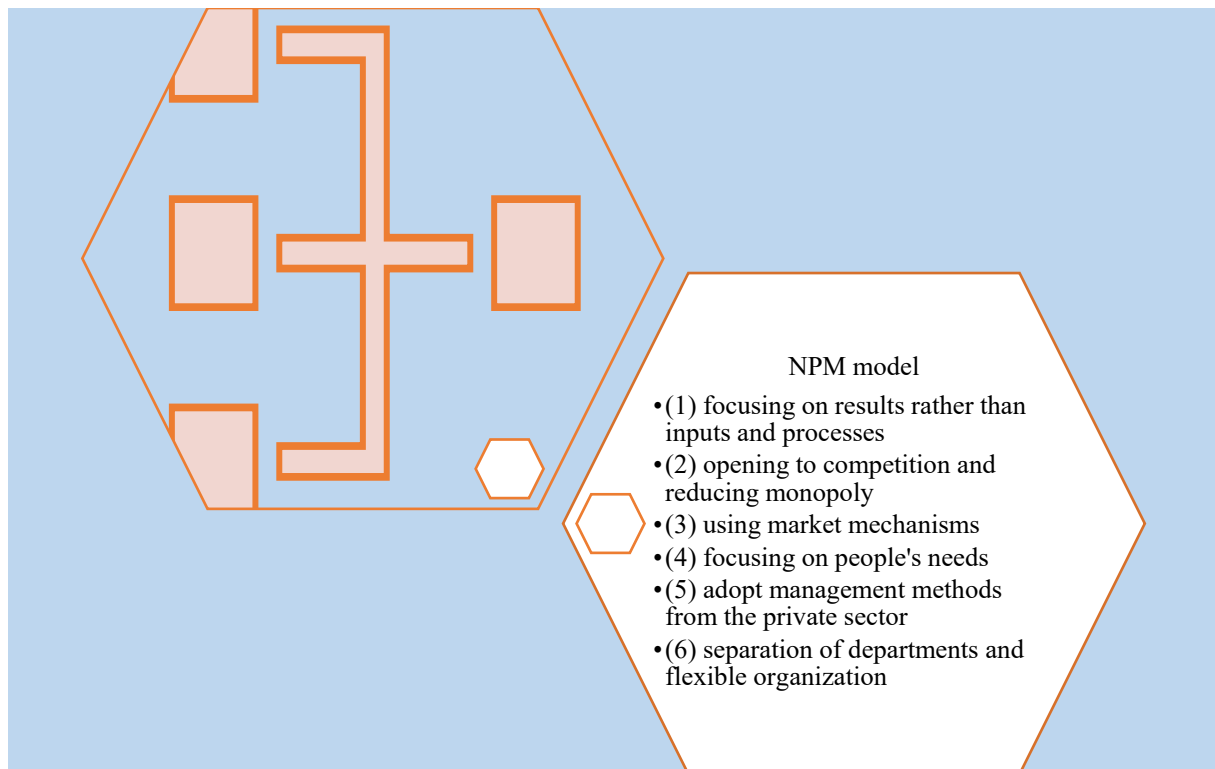 NPM model
•(1) focusing on results rather than
inputs and processes
•(2) opening to competition and
reducing monopoly
•(3) using market mechanisms
•(4) focusing on people's needs
•(5) adopt management methods
from the private sector
•(6) separation of departments and
flexible organization